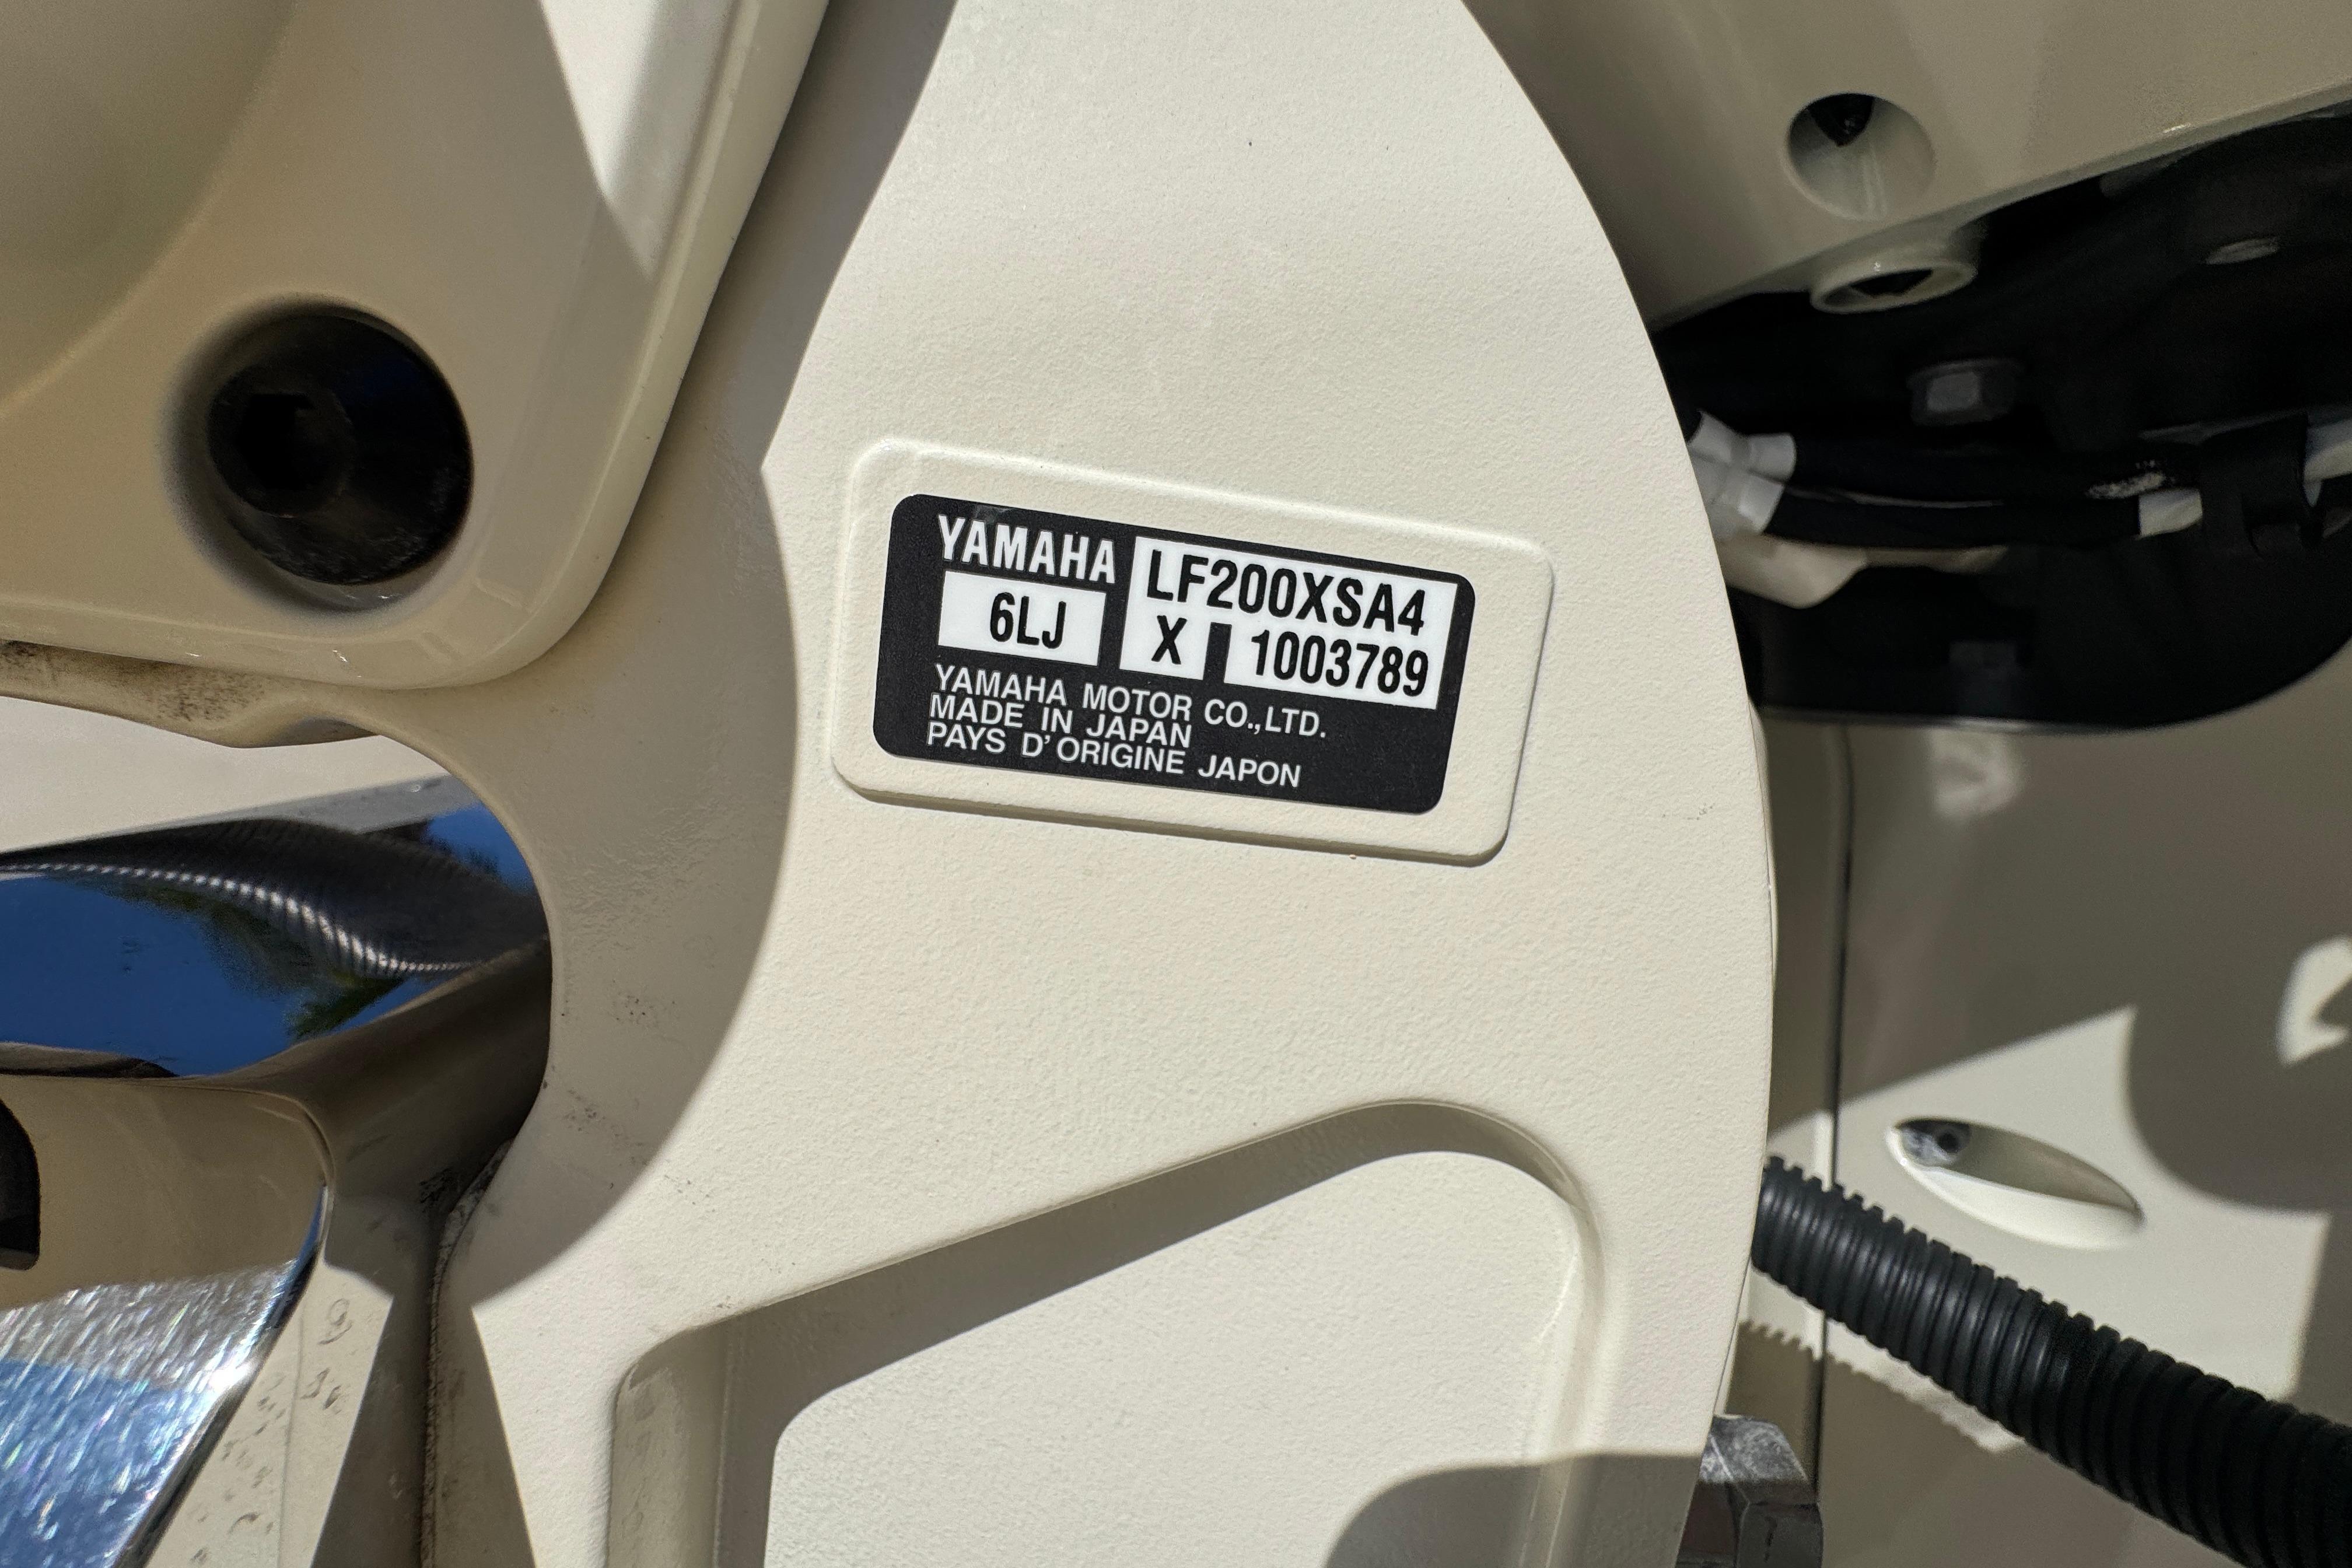 YAMAHA LF200XSA4
6LJ X 1003789
YAMAHA MOTOR CO.,LTD.
MADE IN JAPAN
PAYS D'ORIGINE JAPON